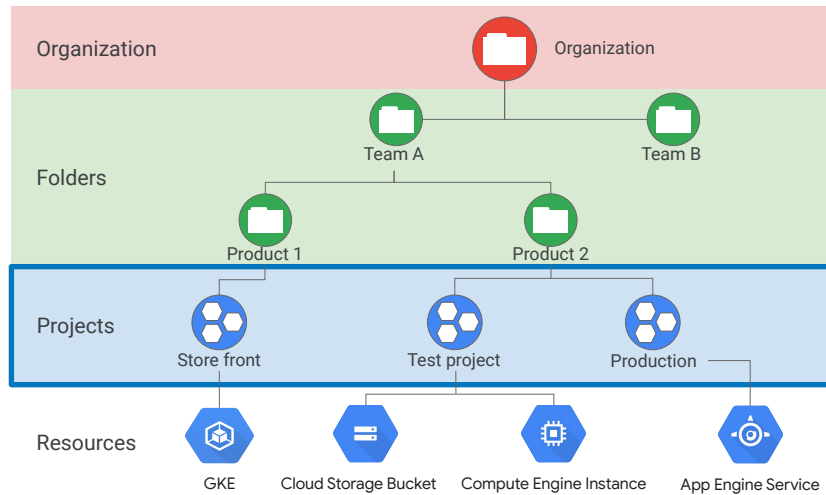 Organization
Organization
Team A
Team B
Folders
Product 1
Product 2
Projects
Store front
Test project
Production
Resources
GKE
Cloud Storage Bucket
Compute Engine Instance
App Engine Service